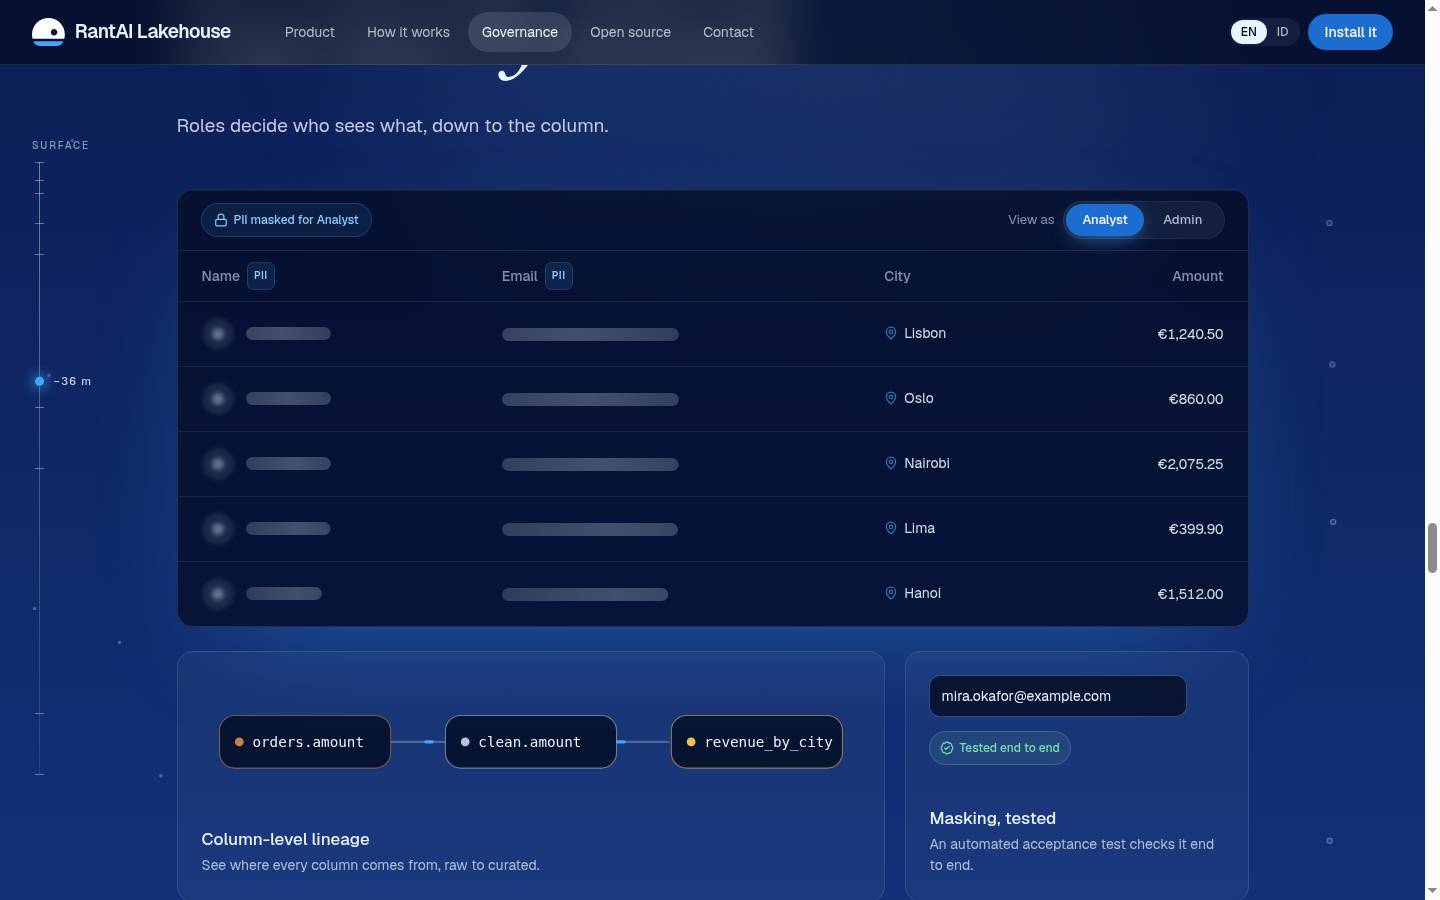 RantAI Lakehouse
Product
How it works
Governance
Open source
Contact
EN
ID
Install it
Roles decide who sees what, down to the column.
SURFACE
-36 m
PII masked for Analyst
View as
Analyst
Admin
Name PII
Email PII
City
Amount
Lisbon
€1,240.50
Oslo
€860.00
Nairobi
€2,075.25
Lima
€399.90
Hanoi
€1,512.00
orders.amount
clean.amount
revenue_by_city
Column-level lineage
See where every column comes from, raw to curated.
mira.okafor@example.com
Tested end to end
Masking, tested
An automated acceptance test checks it end
to end.